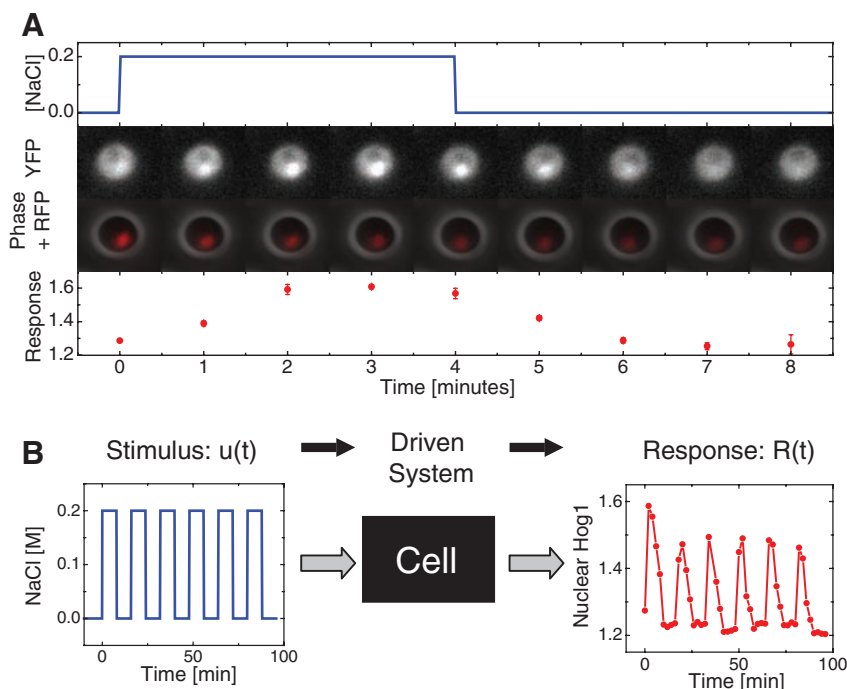 A
[NaCl]
0.2
0.0
YFP
Phase
+ RFP
Response
1.6
1.4
1.2
0 1 2 3 4 5 6 7 8
Time [minutes]
B
Stimulus: u(t)
Driven
System
Response: R(t)
NaCl [M]
0.2
0.1
0.0
0 50 100
Time [min]
Cell
Nuclear Hog1
1.6
1.4
1.2
0 50 100
Time [min]